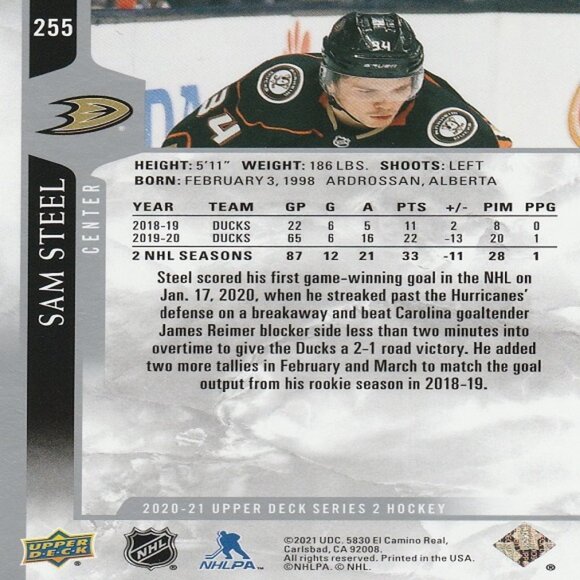 255
34
34
SAM STEEL
CENTER
HEIGHT: 5'11" WEIGHT: 186 LBS. SHOOTS: LEFT
BORN: FEBRUARY 3, 1998 ARDROSSAN, ALBERTA
YEAR TEAM GP G A PTS +/- PIM PPG
2018-19 DUCKS 22 6 5 11 2 8 0
2019-20 DUCKS 65 6 16 22 -13 20 1
2 NHL SEASONS 87 12 21 33 -11 28 1
Steel scored his first game-winning goal in the NHL on
Jan. 17, 2020, when he streaked past the Hurricanes'
defense on a breakaway and beat Carolina goaltender
James Reimer blocker side less than two minutes into
overtime to give the Ducks a 2-1 road victory. He added
two more tallies in February and March to match the goal
output from his rookie season in 2018-19.
2020-21 UPPER DECK SERIES 2 HOCKEY
UPPER DECK
NHL
NHLPA
©2021 UDC. 5830 El Camino Real,
Carlsbad, CA 92008.
All rights reserved. Printed in the USA.
©NHLPA. © NHL.